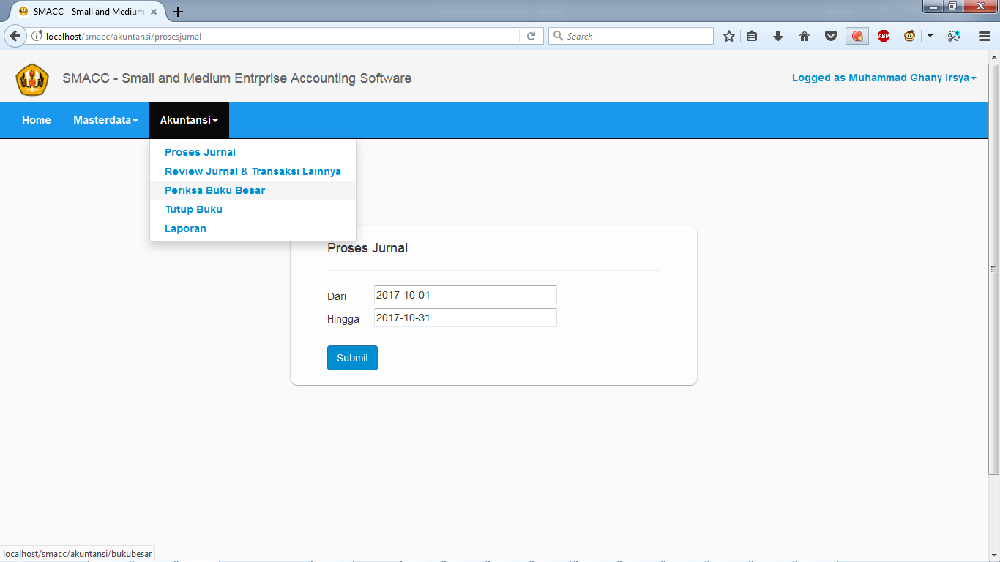 SMACC - Small and Medium
localhost/smacc/akuntansi/prosesjurnal
Search
ABP
SMACC - Small and Medium Entrprise Accounting Software
Logged as Muhammad Ghany Irsya
Home
Masterdata
Akuntansi
Proses Jurnal
Review Jurnal & Transaksi Lainnya
Periksa Buku Besar
Tutup Buku
Laporan
Proses Jurnal
Dari
2017-10-01
Hingga
2017-10-31
Submit
localhost/smacc/akuntansi/bukubesar